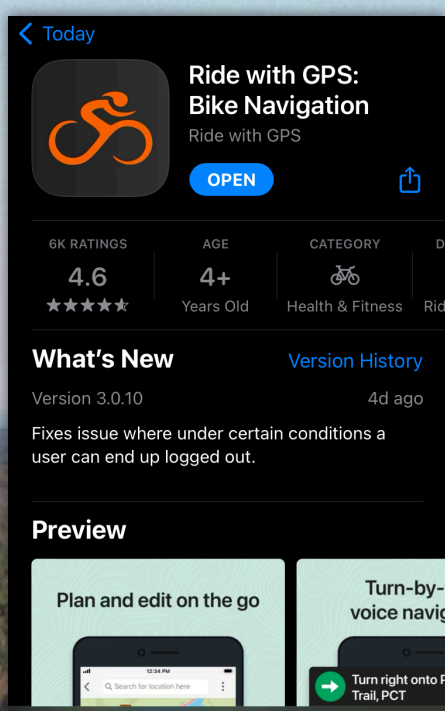 Today
Ride with GPS:
Bike Navigation
Ride with GPS
OPEN
6K RATINGS
4.6
AGE
4+
Years Old
CATEGORY
Health & Fitness
What's New
Version History
Version 3.0.10
4d ago
Fixes issue where under certain conditions a
user can end up logged out.
Preview
Plan and edit on the go
12:34 PM
Search for location here
Turn-by-
voice navig
Turn right onto P
Trail, PCT